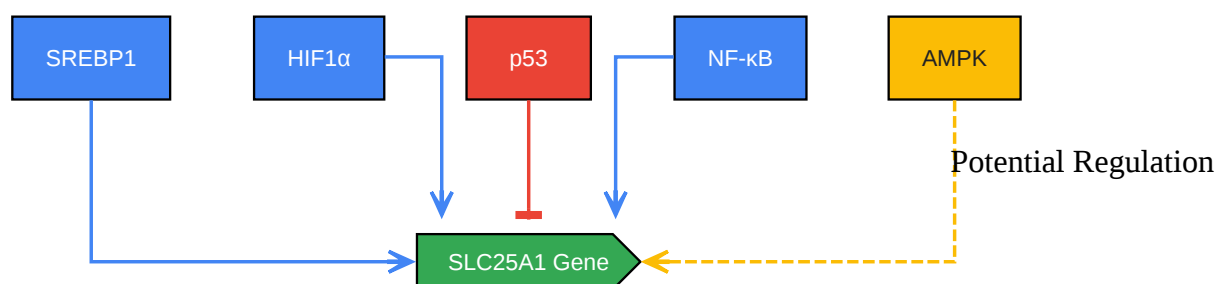 SREBP1
HIF1α
p53
NF-κB
AMPK
Potential Regulation
SLC25A1 Gene